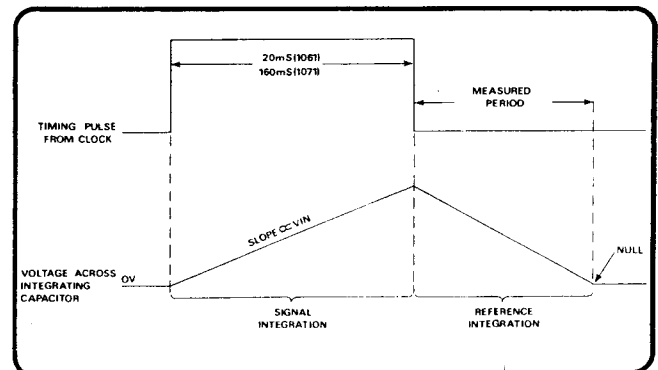 20mS(1061)
160mS(1071)
MEASURED
PERIOD
TIMING PULSE
FROM CLOCK
SLOPE ∝ VIN
NULL
VOLTAGE ACROSS
INTEGRATING
CAPACITOR
OV
SIGNAL
INTEGRATION
REFERENCE
INTEGRATION